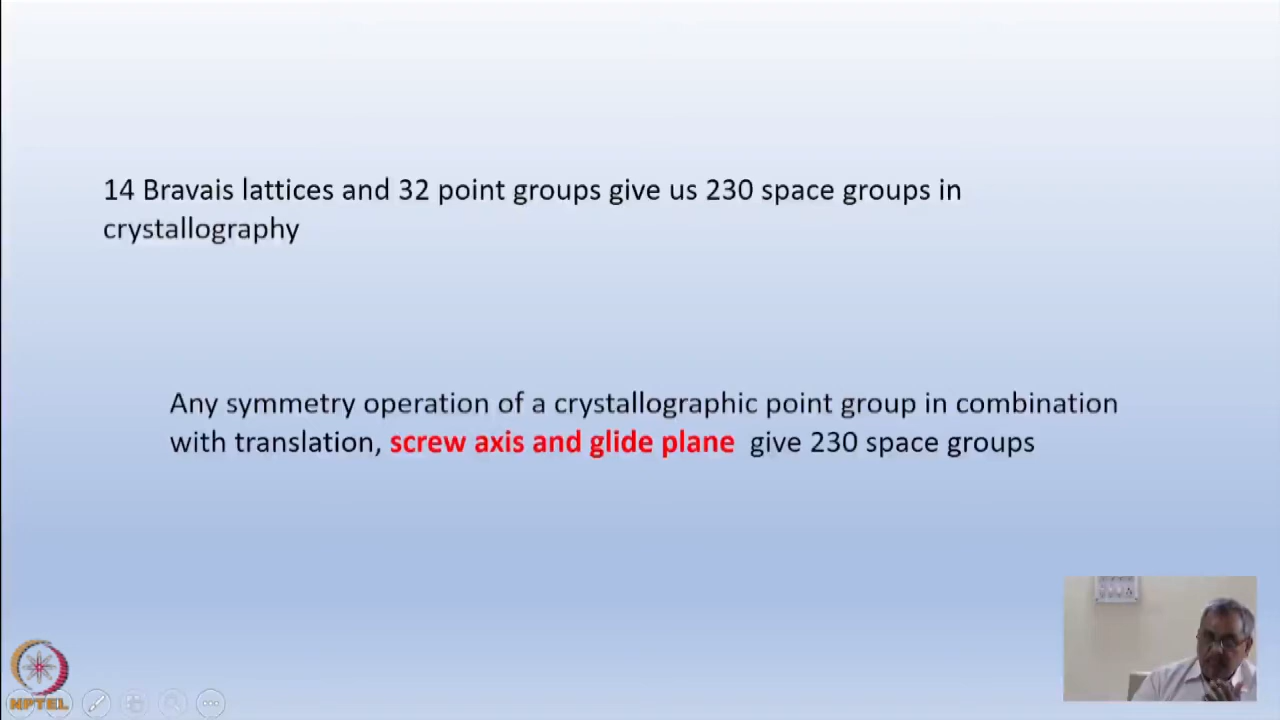 14 Bravais lattices and 32 point groups give us 230 space groups in
crystallography
Any symmetry operation of a crystallographic point group in combination
with translation, screw axis and glide plane give 230 space groups
NPTEL